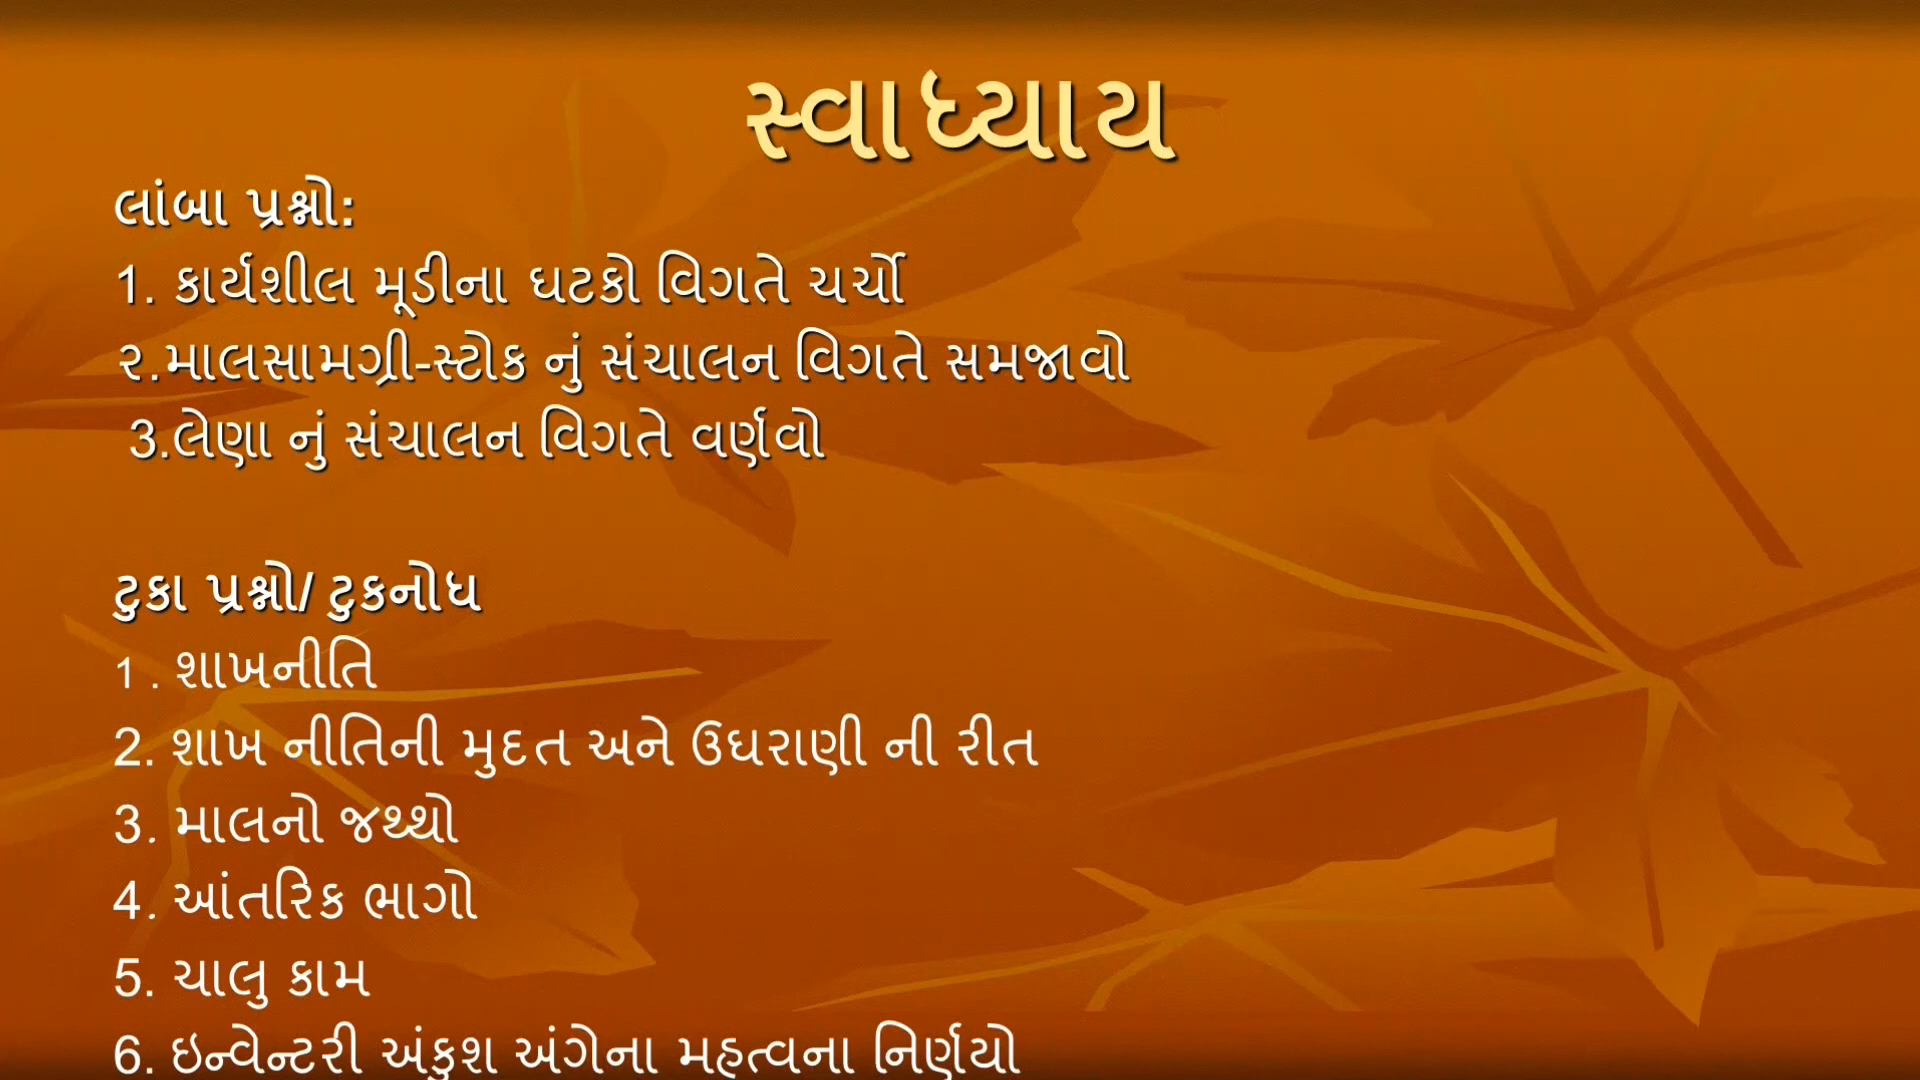 સ્વાધ્યાય
લાંબા પ્રશ્નો:
1. કાર્યશીલ મૂડીના ઘટકો વિગતે ચર્ચો
૨.માલસામગ્રી-સ્ટોક નું સંચાલન વિગતે સમજાવો
3.લેણા નું સંચાલન વિગતે વર્ણવો
ટુકા પ્રશ્નો/ ટુકનોધ
1 . શાખનીતિ
2. શાખ નીતિની મુદત અને ઉઘરાણી ની રીત
3. માલનો જથ્થો
4. આંતરિક ભાગો
5. ચાલુ કામ
6. ઇન્વેન્ટરી અંકુશ અંગેના મહત્વના નિર્ણયો